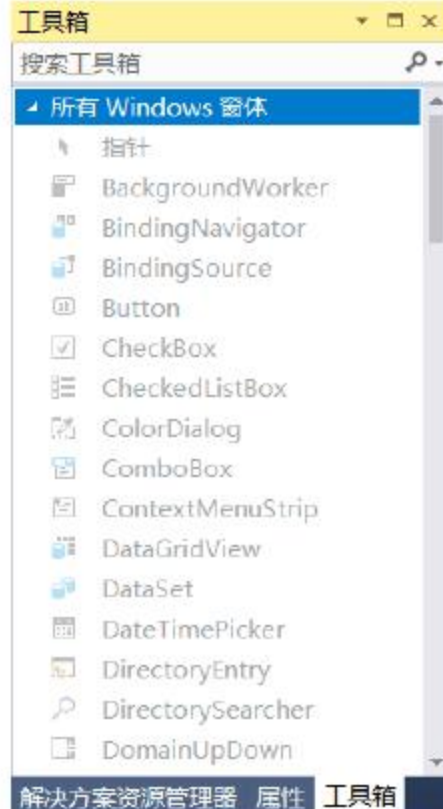 工具箱
搜索工具箱
所有 Windows 窗体
指针
BackgroundWorker
BindingNavigator
BindingSource
Button
CheckBox
CheckedListBox
ColorDialog
ComboBox
ContextMenuStrip
DataGridView
DataSet
DateTimePicker
DirectoryEntry
DirectorySearcher
DomainUpDown
解决方案资源管理器 属性 工具箱